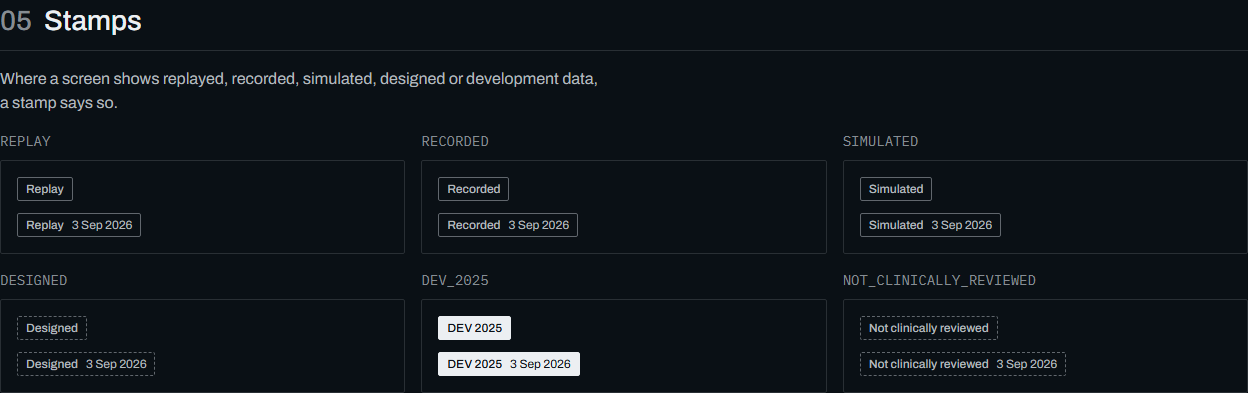 05 Stamps
Where a screen shows replayed, recorded, simulated, designed or development data,
a stamp says so.
REPLAY
Replay
Replay 3 Sep 2026
RECORDED
Recorded
Recorded 3 Sep 2026
SIMULATED
Simulated
Simulated 3 Sep 2026
DESIGNED
Designed
Designed 3 Sep 2026
DEV_2025
DEV 2025
DEV 2025 3 Sep 2026
NOT_CLINICALLY_REVIEWED
Not clinically reviewed
Not clinically reviewed 3 Sep 2026